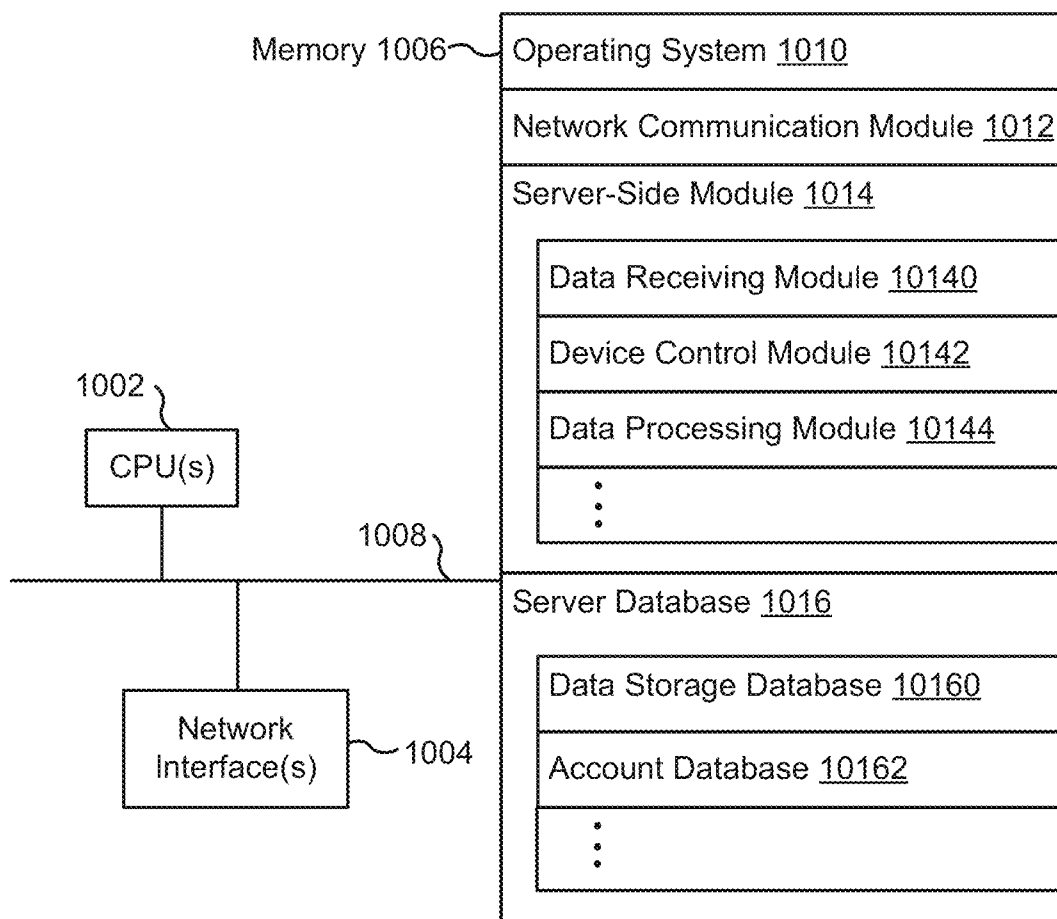 Memory 1006
Operating System 1010
Network Communication Module 1012
Server-Side Module 1014
Data Receiving Module 10140
Device Control Module 10142
Data Processing Module 10144
1002
CPU(s)
1008
Server Database 1016
Data Storage Database 10160
Network
Interface(s)
1004
Account Database 10162